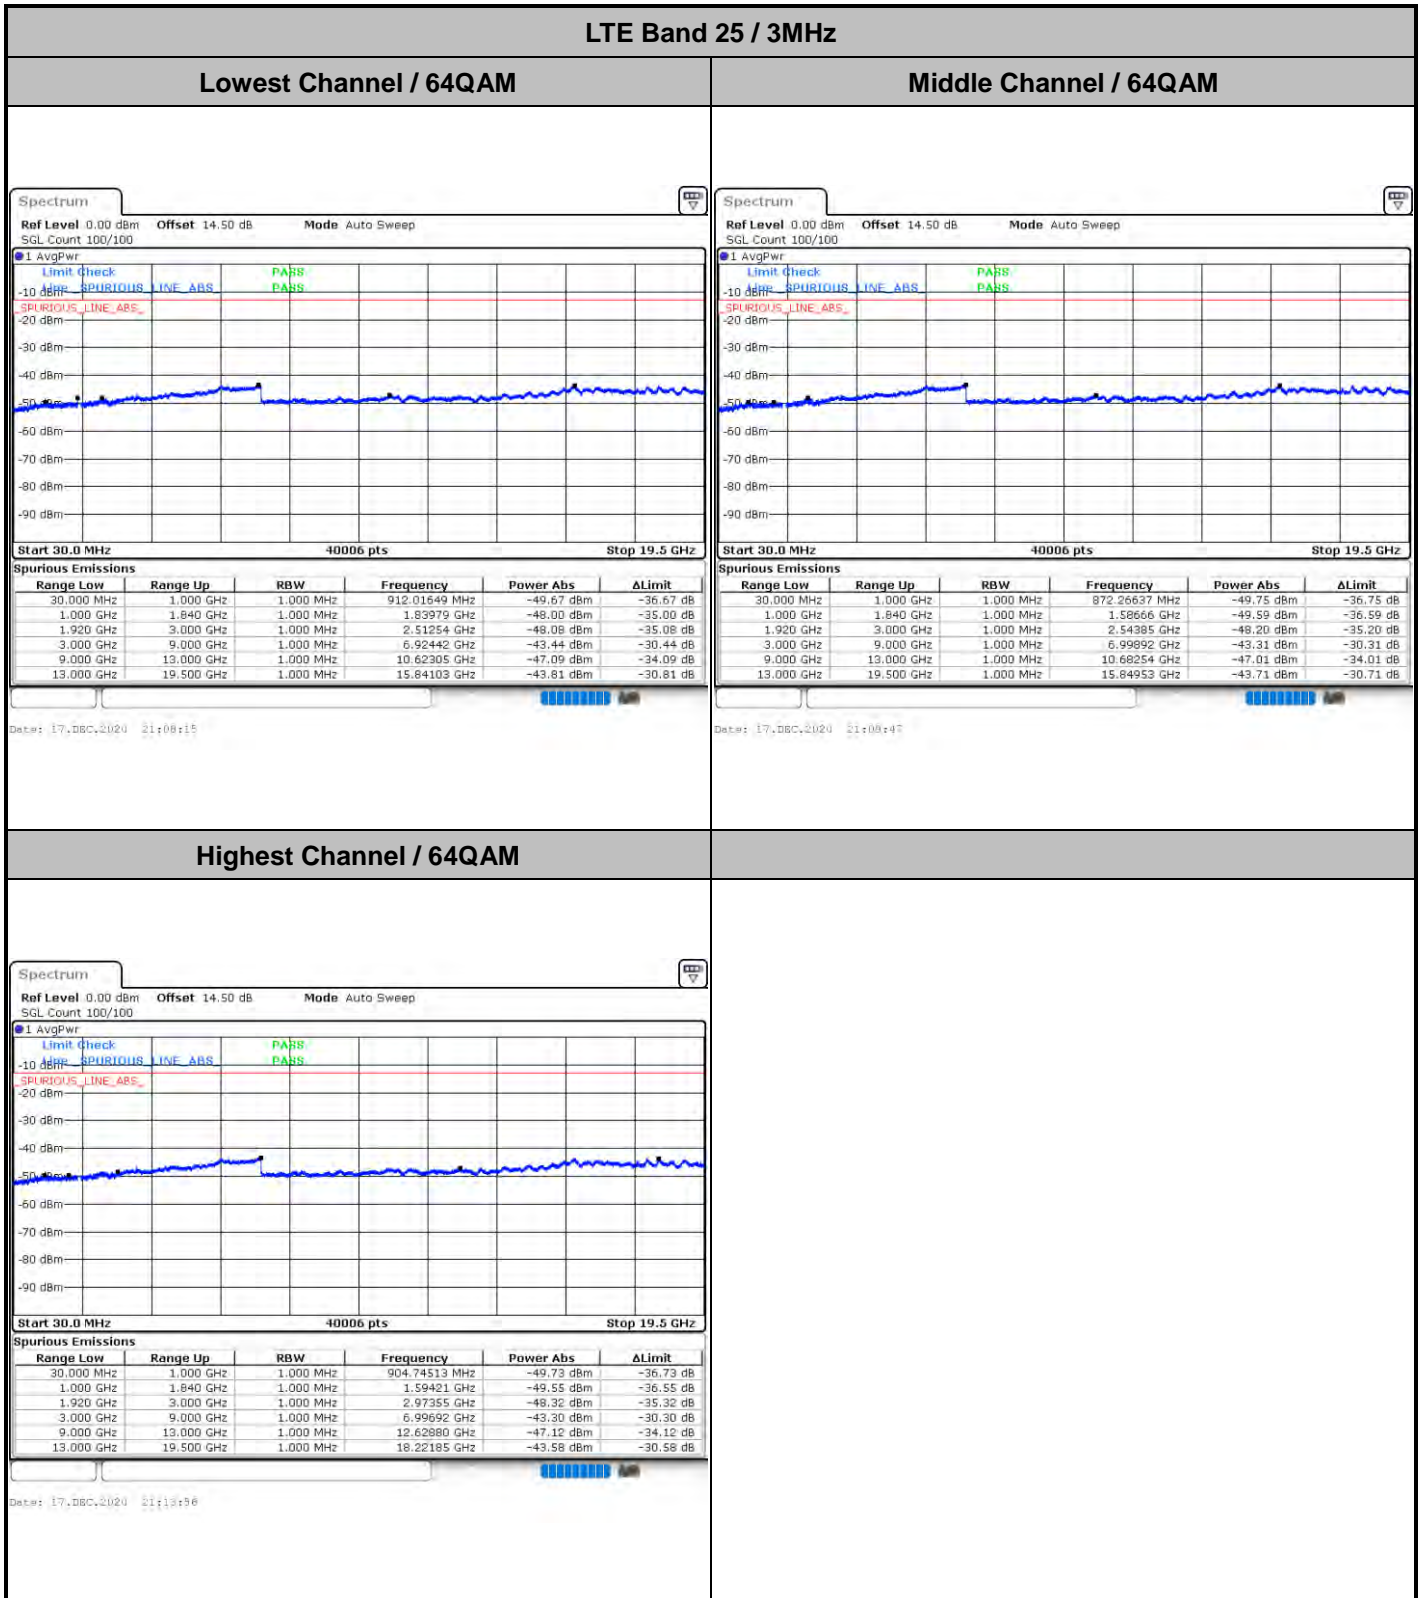 LTE Band 25 / 3MHz
Lowest Channel / 64QAM
Middle Channel / 64QAM
Spectrum
Ref Level 0.00 dBm Offset 14.50 dB Mode Auto Sweep
SGL Count 100/100
1 AvgPwr
Limit Check PASS
-10 dBm Line _SPURIOUS_LINE_ABS_ PASS
_SPURIOUS_LINE_ABS_
-20 dBm
-30 dBm
-40 dBm
-50 dBm
-60 dBm
-70 dBm
-80 dBm
-90 dBm
Start 30.0 MHz 40006 pts Stop 19.5 GHz
Spurious Emissions
Range Low Range Up RBW Frequency Power Abs ΔLimit
30.000 MHz 1.000 GHz 1.000 MHz 912.01649 MHz -49.67 dBm -36.67 dB
1.000 GHz 1.840 GHz 1.000 MHz 1.83979 GHz -48.00 dBm -35.00 dB
1.920 GHz 3.000 GHz 1.000 MHz 2.51254 GHz -48.08 dBm -35.08 dB
3.000 GHz 9.000 GHz 1.000 MHz 6.92442 GHz -43.44 dBm -30.44 dB
9.000 GHz 13.000 GHz 1.000 MHz 10.62305 GHz -47.09 dBm -34.09 dB
13.000 GHz 19.500 GHz 1.000 MHz 15.84103 GHz -43.81 dBm -30.81 dB
Date: 17.DEC.2020 21:08:15
Spectrum
Ref Level 0.00 dBm Offset 14.50 dB Mode Auto Sweep
SGL Count 100/100
1 AvgPwr
Limit Check PASS
-10 dBm Line _SPURIOUS_LINE_ABS_ PASS
_SPURIOUS_LINE_ABS_
-20 dBm
-30 dBm
-40 dBm
-50 dBm
-60 dBm
-70 dBm
-80 dBm
-90 dBm
Start 30.0 MHz 40006 pts Stop 19.5 GHz
Spurious Emissions
Range Low Range Up RBW Frequency Power Abs ΔLimit
30.000 MHz 1.000 GHz 1.000 MHz 872.26637 MHz -49.75 dBm -36.75 dB
1.000 GHz 1.840 GHz 1.000 MHz 1.58666 GHz -49.59 dBm -36.59 dB
1.920 GHz 3.000 GHz 1.000 MHz 2.54385 GHz -48.20 dBm -35.20 dB
3.000 GHz 9.000 GHz 1.000 MHz 6.99892 GHz -43.31 dBm -30.31 dB
9.000 GHz 13.000 GHz 1.000 MHz 10.68254 GHz -47.01 dBm -34.01 dB
13.000 GHz 19.500 GHz 1.000 MHz 15.84953 GHz -43.71 dBm -30.71 dB
Date: 17.DEC.2020
Highest Channel / 64QAM
Spectrum
Ref Level 0.00 dBm Offset 14.50 dB Mode Auto Sweep
SGL Count 100/100
1 AvgPwr
Limit Check PASS
-10 dBm Line _SPURIOUS_LINE_ABS_ PASS
_SPURIOUS_LINE_ABS_
-20 dBm
-30 dBm
-40 dBm
-50 dBm
-60 dBm
-70 dBm
-80 dBm
-90 dBm
Start 30.0 MHz 40006 pts Stop 19.5 GHz
Spurious Emissions
Range Low Range Up RBW Frequency Power Abs ΔLimit
30.000 MHz 1.000 GHz 1.000 MHz 904.74513 MHz -49.73 dBm -36.73 dB
1.000 GHz 1.840 GHz 1.000 MHz 1.59421 GHz -49.55 dBm -36.55 dB
1.920 GHz 3.000 GHz 1.000 MHz 2.97355 GHz -48.32 dBm -35.32 dB
3.000 GHz 9.000 GHz 1.000 MHz 6.99692 GHz -43.30 dBm -30.30 dB
9.000 GHz 13.000 GHz 1.000 MHz 12.62880 GHz -47.12 dBm -34.12 dB
13.000 GHz 19.500 GHz 1.000 MHz 18.22185 GHz -43.58 dBm -30.58 dB
Date: 17.DEC.2020